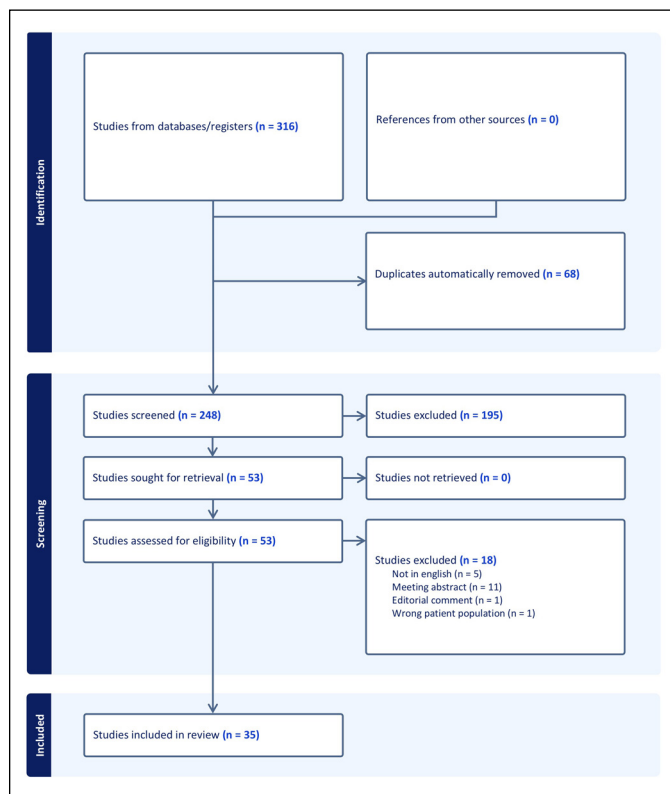 Identification
Studies from databases/registers (n = 316)
References from other sources (n = 0)
Duplicates automatically removed (n = 68)
Screening
Studies screened (n = 248)
Studies excluded (n = 195)
Studies sought for retrieval (n = 53)
Studies not retrieved (n = 0)
Studies assessed for eligibility (n = 53)
Studies excluded (n = 18)
Not in english (n = 5)
Meeting abstract (n = 11)
Editorial comment (n = 1)
Wrong patient population (n = 1)
Included
Studies included in review (n = 35)